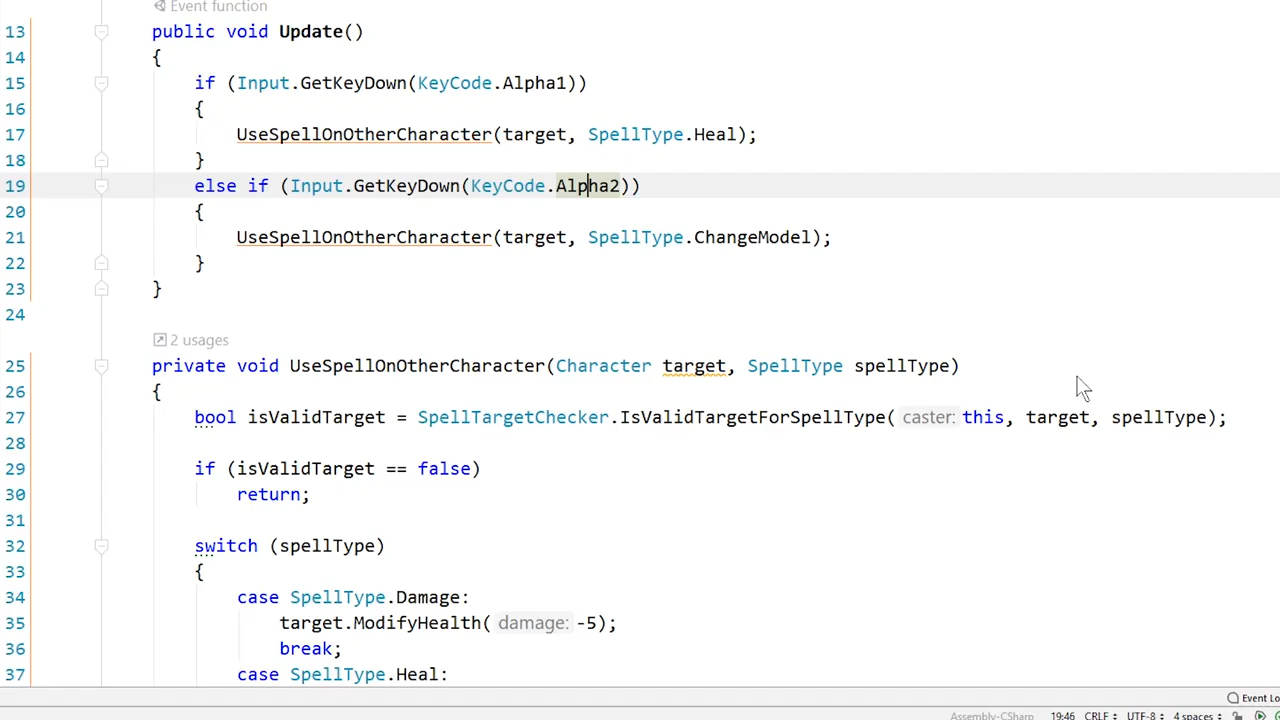 Event function
13 public void Update()
14 {
15 if (Input.GetKeyDown(KeyCode.Alpha1))
16 {
17 UseSpellOnOtherCharacter(target, SpellType.Heal);
18 }
19 else if (Input.GetKeyDown(KeyCode.Alpha2))
20 {
21 UseSpellOnOtherCharacter(target, SpellType.ChangeModel);
22 }
23 }
24
2 usages
25 private void UseSpellOnOtherCharacter(Character target, SpellType spellType)
26 {
27 bool isValidTarget = SpellTargetChecker.IsValidTargetForSpellType( caster: this, target, spellType);
28
29 if (isValidTarget == false)
30 return;
31
32 switch (spellType)
33 {
34 case SpellType.Damage:
35 target.ModifyHealth( damage: -5);
36 break;
37 case SpellType.Heal:
Event Lo
Assembly-CSharp 19:46 CRLF UTF-8 4 spaces